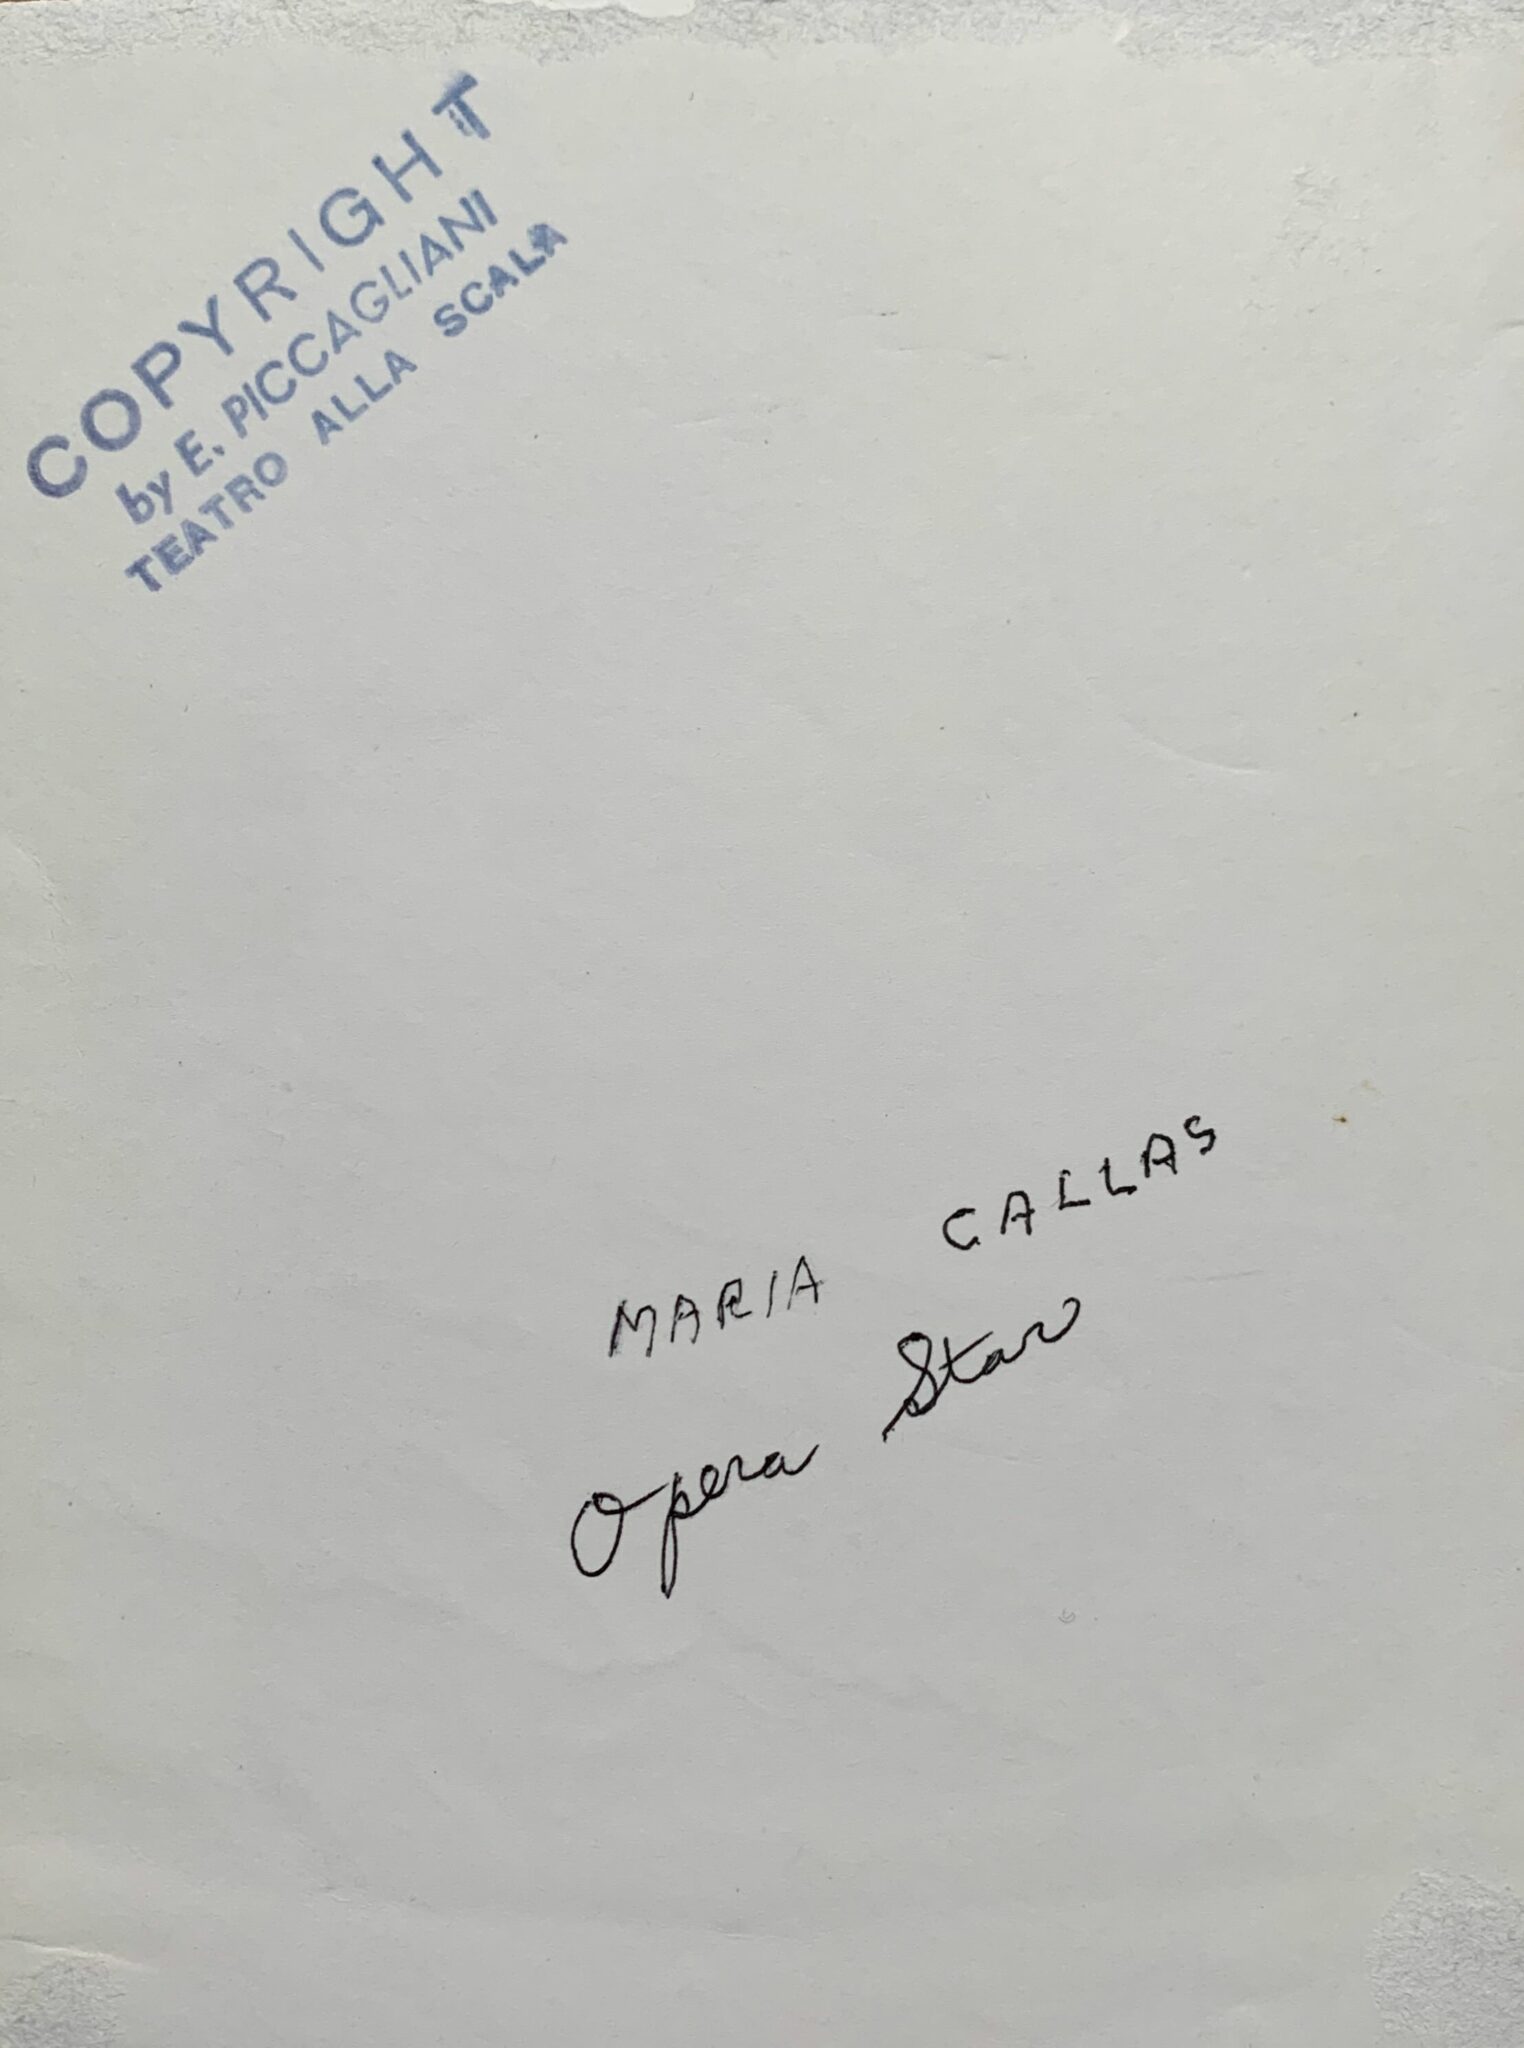 COPYRIGHT
by E. PICCAGLIANI
TEATRO ALLA SCALA
MARIA CALLAS
Opera Star